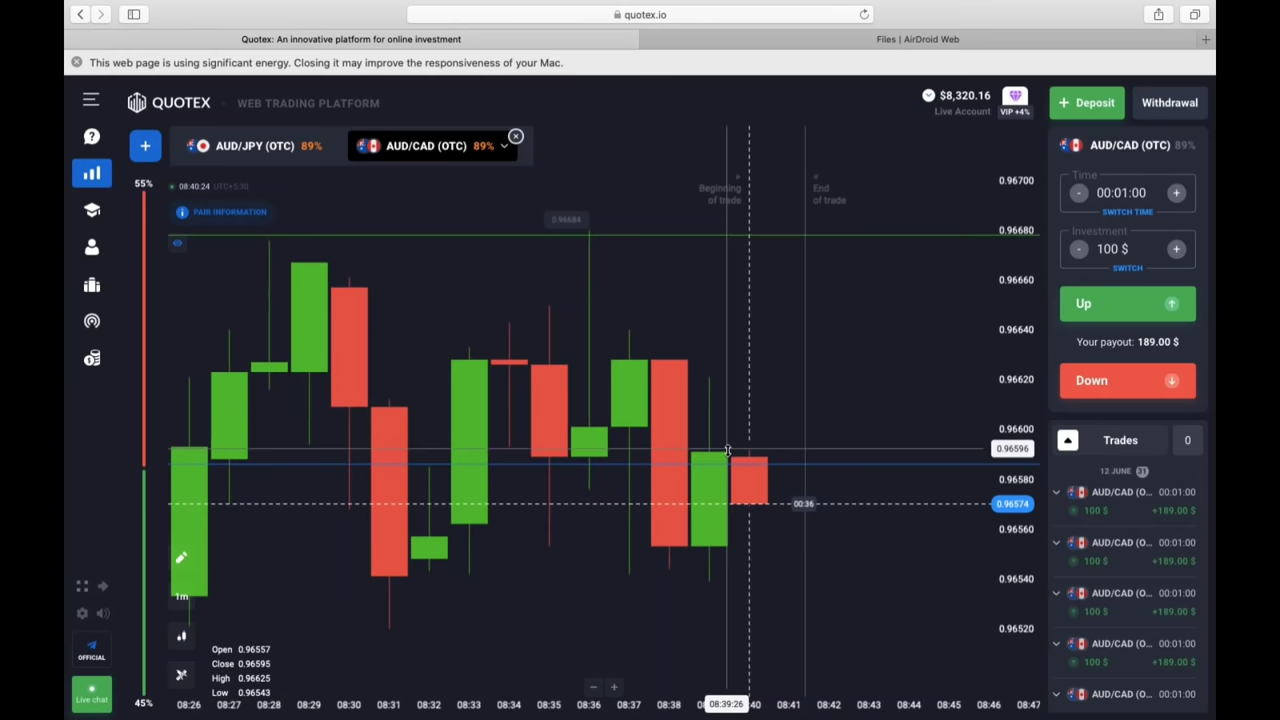 quotex.io
Quotex: An innovative platform for online investment
Files | AirDroid Web
This web page is using significant energy. Closing it may improve the responsiveness of your Mac.
QUOTEX
WEB TRADING PLATFORM
$8,320.16
Live Account
VIP +4%
+ Deposit
Withdrawal
+
AUD/JPY (OTC) 89%
AUD/CAD (OTC) 89%
AUD/CAD (OTC) 89%
55%
08:40:24 UTC+5:30
PAIR INFORMATION
Beginning
of trade
End
of trade
0.96684
0.96700
0.96680
0.96660
0.96640
0.96620
0.96600
0.96596
0.96580
0.96574
0.96560
0.96540
0.96520
00:36
Time
- 00:01:00 +
SWITCH TIME
Investment
- 100 $ +
SWITCH
Up
Your payout: 189.00 $
Down
Trades
0
12 JUNE 31
AUD/CAD (O... 00:01:00
100 $ +189.00 $
AUD/CAD (O... 00:01:00
100 $ +189.00 $
AUD/CAD (O... 00:01:00
100 $ +189.00 $
AUD/CAD (O... 00:01:00
100 $ +189.00 $
AUD/CAD (O... 00:01:00
1m
OFFICIAL
Live chat
Open 0.96557
Close 0.96595
High 0.96625
Low 0.96543
45%
08:26 08:27 08:28 08:29 08:30 08:31 08:32 08:33 08:34 08:35 08:36 08:37 08:39:26 :40 08:41 08:42 08:43 08:44 08:45 08:46 08:47